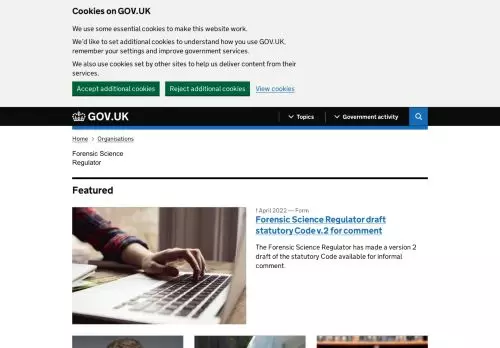 Cookies on GOV.UK
We use some essential cookies to make this website work.
We'd like to set additional cookies to understand how you use GOV.UK,
remember your settings and improve government services.
We also use cookies set by other sites to help us deliver content from their
services.
Accept additional cookies
Reject additional cookies
View cookies
GOV.UK
Topics
Government activity
Home
Organisations
Forensic Science
Regulator
Featured
1 April 2022 — Form
Forensic Science Regulator draft
statutory Code v.2 for comment
The Forensic Science Regulator has made a version 2
draft of the statutory Code available for informal
comment.